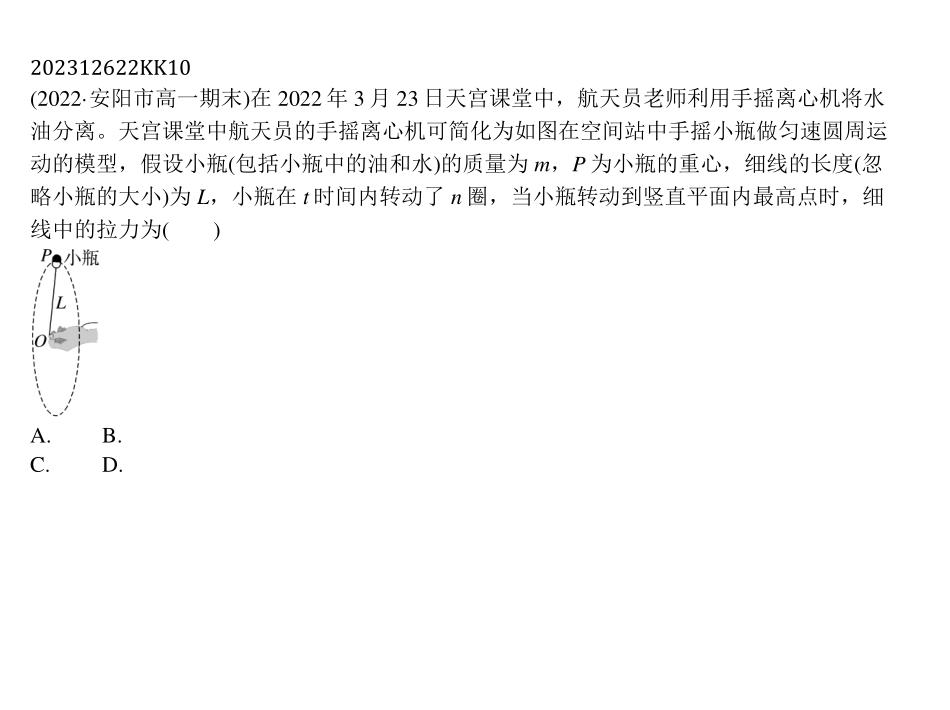 202312622KK10
(2022·安阳市高一期末)在 2022 年 3 月 23 日天宫课堂中，航天员老师利用手摇离心机将水
油分离。天宫课堂中航天员的手摇离心机可简化为如图在空间站中手摇小瓶做匀速圆周运
动的模型，假设小瓶(包括小瓶中的油和水)的质量为 m，P 为小瓶的重心，细线的长度(忽
略小瓶的大小)为 L，小瓶在 t 时间内转动了 n 圈，当小瓶转动到竖直平面内最高点时，细
线中的拉力为(　　)
P 小瓶
L
O
A. B.
C. D.